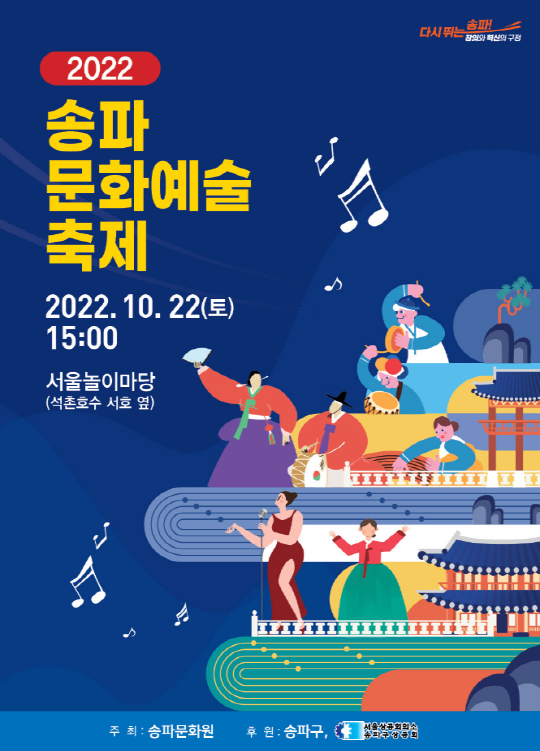 다시 뛰는 송파!
창의와 혁신의 구정
2022
송파
문화예술
축제
2022. 10. 22(토)
15:00
서울놀이마당
(석촌호수 서호 옆)
주 최 : 송파문화원 후 원 : 송파구, 서울상공회의소
송파구상공회